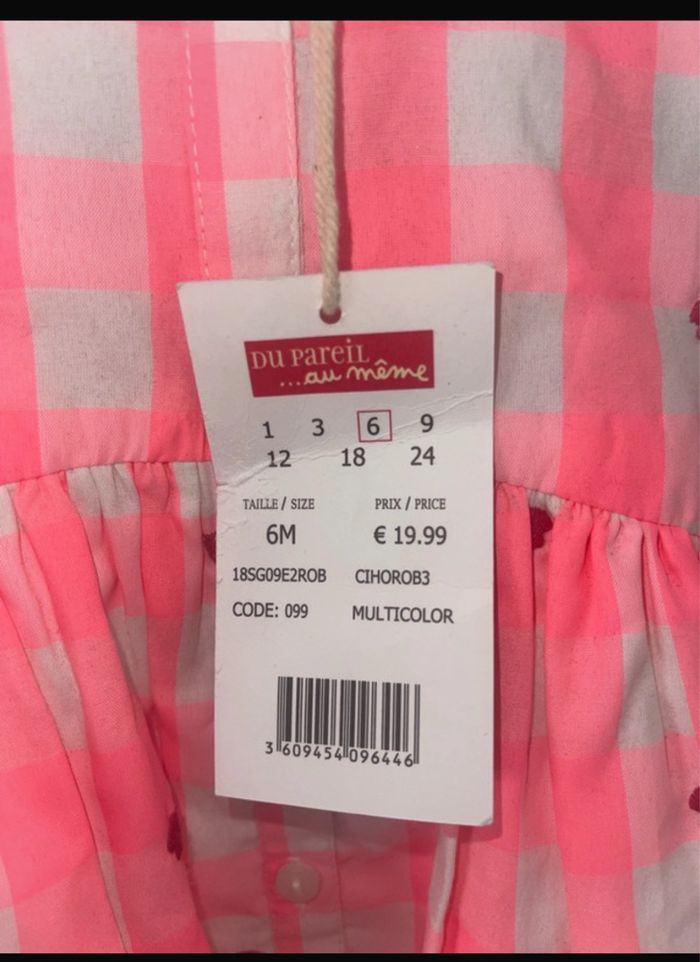 DU PAREIL
...au même
1 3 6 9
12 18 24
TAILLE / SIZE PRIX / PRICE
6M € 19.99
18SG09E2ROB CIHOROB3
CODE: 099 MULTICOLOR
3 609454 096446